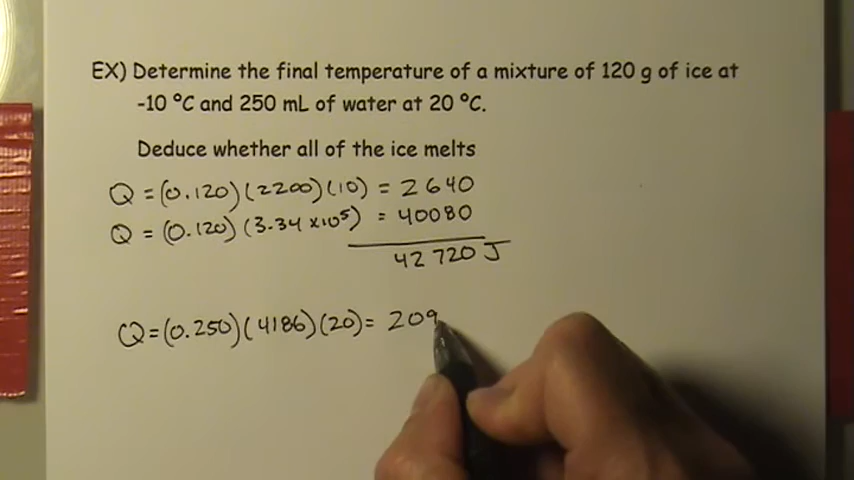 EX) Determine the final temperature of a mixture of 120 g of ice at
-10 °C and 250 mL of water at 20 °C.
Deduce whether all of the ice melts
Q = (0.120)(2200)(10) = 2640
Q = (0.120)(3.34 x10⁵) = 40080
42720 J
Q=(0.250)(4186)(20)= 209